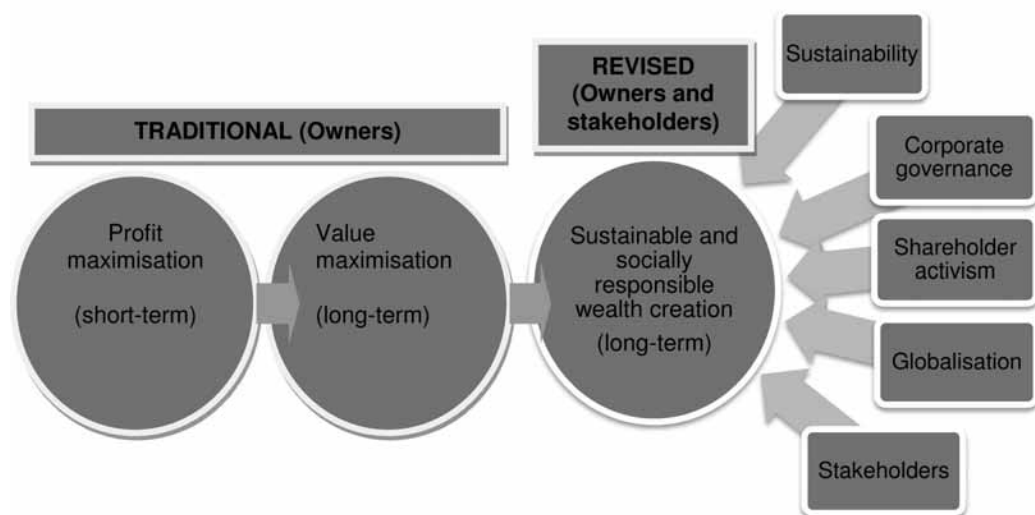 TRADITIONAL (Owners)
Profit
maximisation
(short-term)
Value
maximisation
(long-term)
REVISED
(Owners and
stakeholders)
Sustainable and
socially
responsible
wealth creation
(long-term)
Sustainability
Corporate
governance
Shareholder
activism
Globalisation
Stakeholders